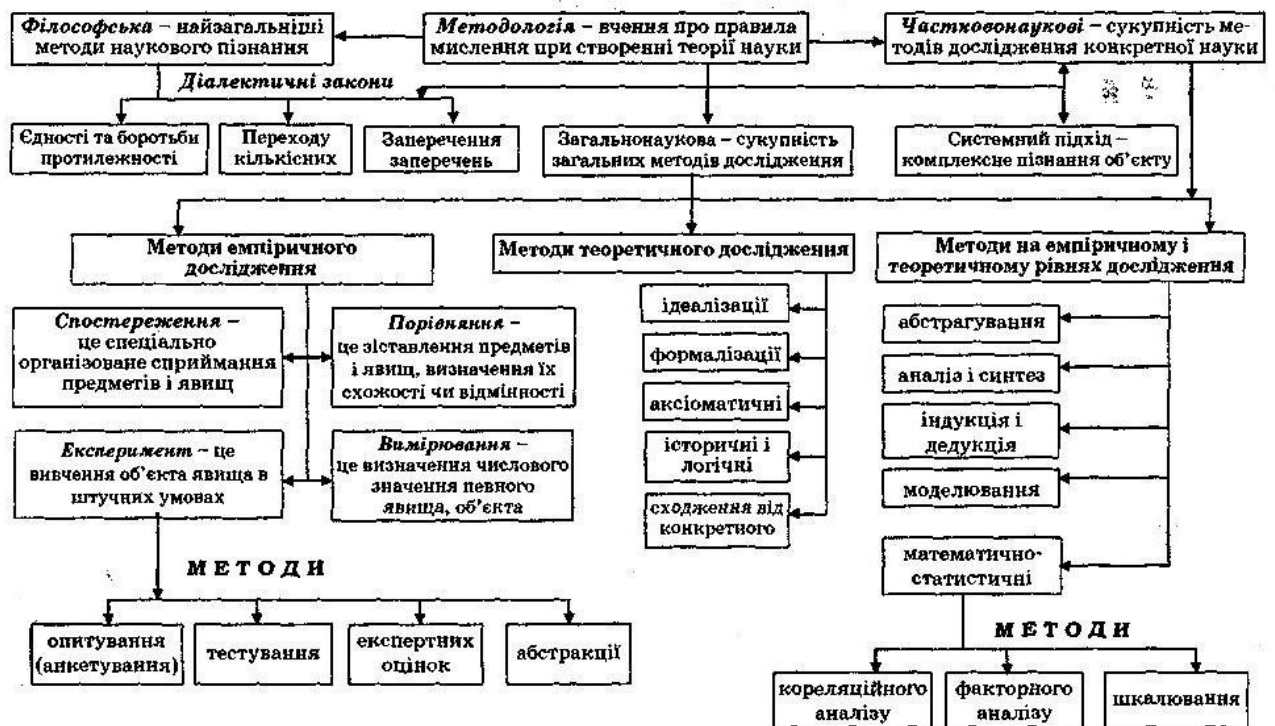 Філософська – найзагальніші
методи наукового пізнання
Методологія – вчення про правила
мислення при створенні теорії науки
Частковонаукові – сукупність ме-
тодів дослідження конкретної науки
Діалектичні закони
Єдності та боротьби
протилежності
Переходу
кількісних
Заперечення
заперечень
Загальнонаукова – сукупність
загальних методів дослідження
Системний підхід –
комплексне пізнання об'єкту
Методи емпіричного
дослідження
Методи теоретичного дослідження
Методи на емпіричному і
теоретичному рівнях дослідження
Спостереження –
це спеціально
організоване сприймання
предметів і явищ
Порівняння –
це зіставлення предметів
і явищ, визначення їх
схожості чи відмінності
Експеримент – це
вивчення об'єкта явища в
штучних умовах
Вимірювання –
це визначення числового
значення певного
явища, об'єкта
ідеалізації
формалізації
аксіоматичні
історичні і
логічні
сходження від
конкретного
абстрагування
аналіз і синтез
індукція і
дедукція
моделювання
математично-
статистичні
МЕТОДИ
опитування
(анкетування)
тестування
експертних
оцінок
абстракції
МЕТОДИ
кореляційного
аналізу
факторного
аналізу
шкалювання